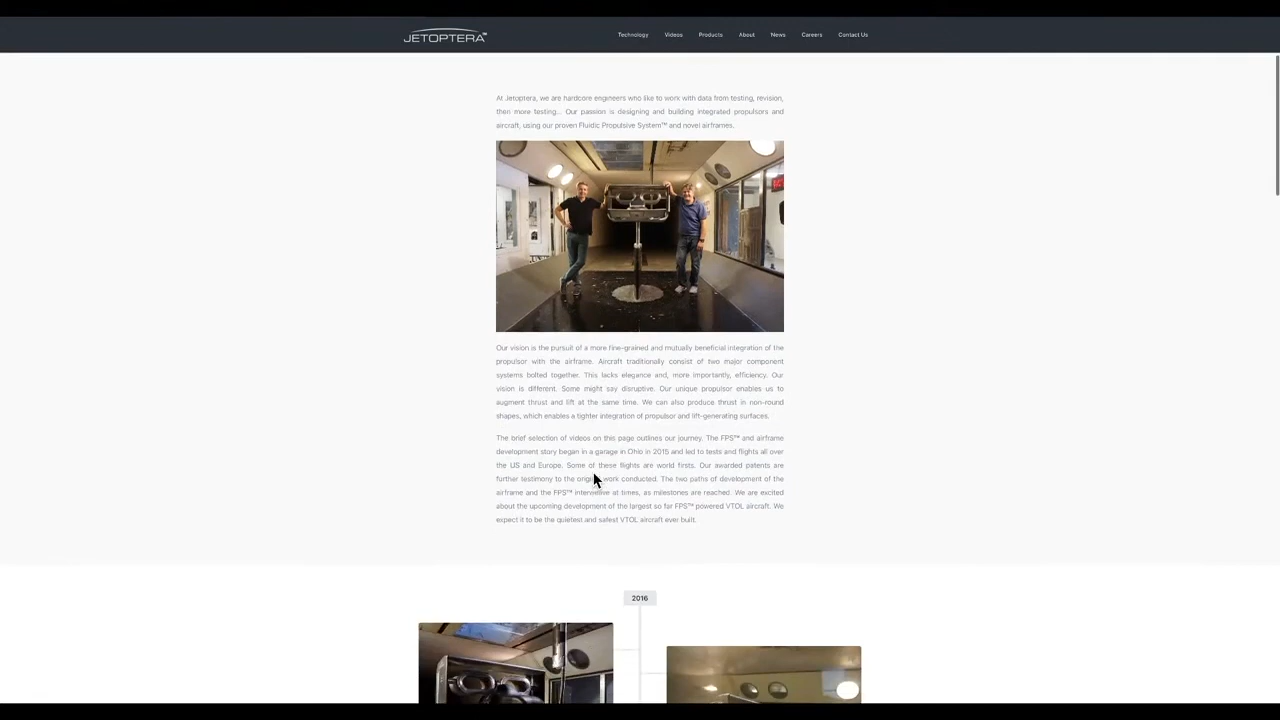 JETOPTERA™
Technology Videos Products About News Careers Contact Us
At Jetoptera, we are hardcore engineers who like to work with data from testing, revision,
then more testing... Our passion is designing and building integrated propulsors and
aircraft, using our proven Fluidic Propulsive System™ and novel airframes.
Our vision is the pursuit of a more fine-grained and mutually beneficial integration of the
propulsor with the airframe. Aircraft traditionally consist of two major component
systems bolted together. This lacks elegance and, more importantly, efficiency. Our
vision is different. Some might say disruptive. Our unique propulsor enables us to
augment thrust and lift at the same time. We can also produce thrust in non-round
shapes, which enables a tighter integration of propulsor and lift-generating surfaces.
The brief selection of videos on this page outlines our journey. The FPS™ and airframe
development story began in a garage in Ohio in 2015 and led to tests and flights all over
the US and Europe. Some of these flights are world firsts. Our awarded patents are
further testimony to the original work conducted. The two paths of development of the
airframe and the FPS™ interweave at times, as milestones are reached. We are excited
about the upcoming development of the largest so far FPS™ powered VTOL aircraft. We
expect it to be the quietest and safest VTOL aircraft ever built.
2016